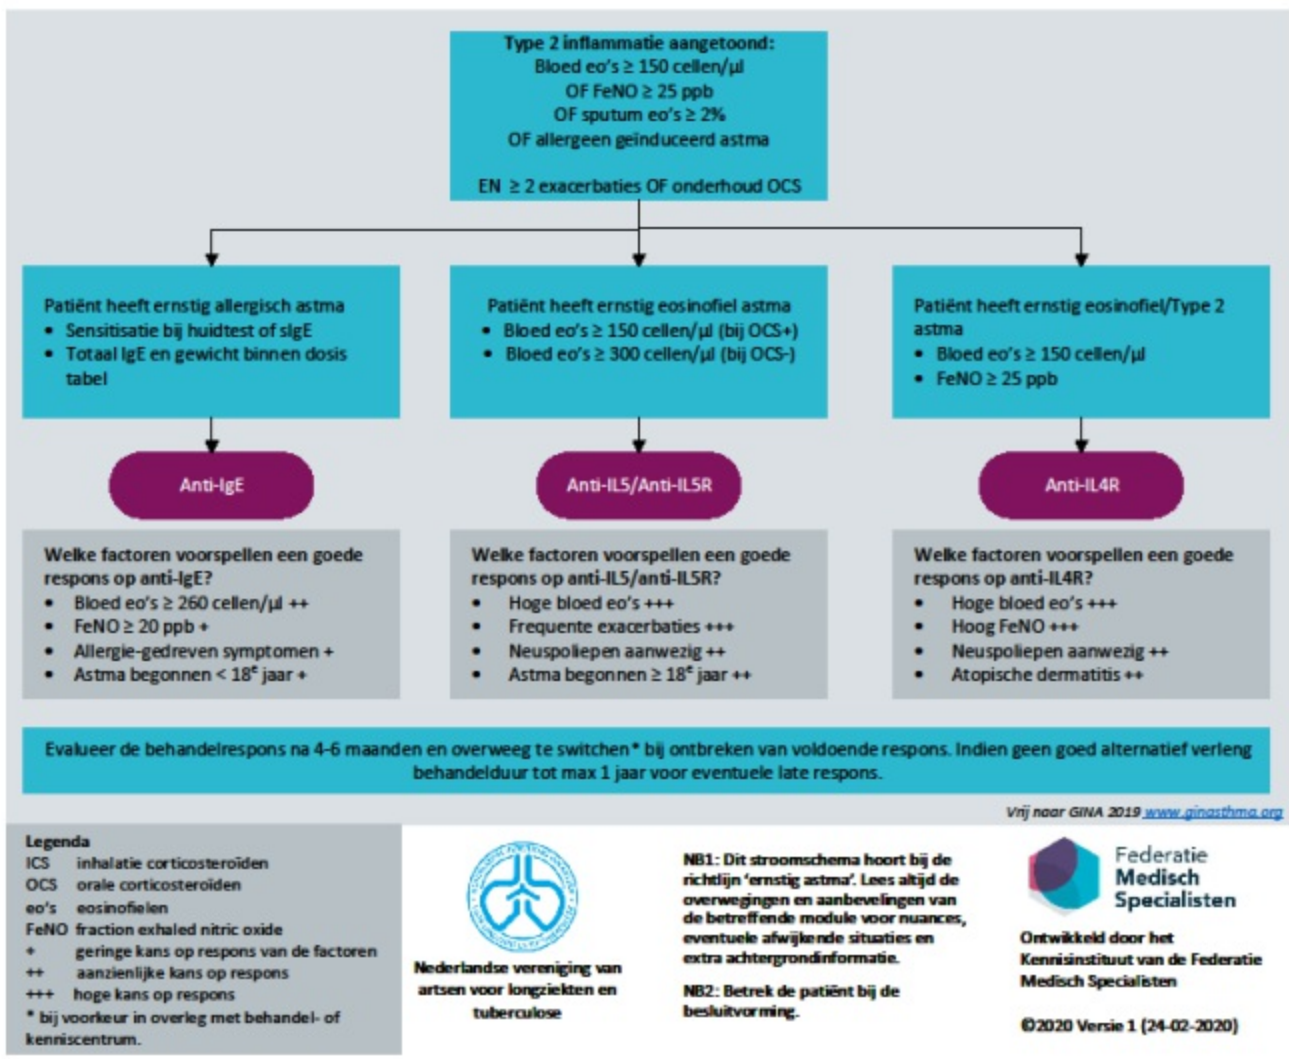 Type 2 inflammatie aangetoond:
Bloed eo's ≥ 150 cellen/µl
OF FeNO ≥ 25 ppb
OF sputum eo's ≥ 2%
OF allergeen geïnduceerd astma
EN ≥ 2 exacerbaties OF onderhoud OCS
Patiënt heeft ernstig allergisch astma
• Sensitisatie bij huidtest of sIgE
• Totaal IgE en gewicht binnen dosis
tabel
Patiënt heeft ernstig eosinofiel astma
• Bloed eo's ≥ 150 cellen/µl (bij OCS+)
• Bloed eo's ≥ 300 cellen/µl (bij OCS-)
Patiënt heeft ernstig eosinofiel/Type 2
astma
• Bloed eo's ≥ 150 cellen/µl
• FeNO ≥ 25 ppb
Anti-IgE
Anti-IL5/Anti-IL5R
Anti-IL4R
Welke factoren voorspellen een goede
respons op anti-IgE?
• Bloed eo's ≥ 260 cellen/µl ++
• FeNO ≥ 20 ppb +
• Allergie-gedreven symptomen +
• Astma begonnen < 18e jaar +
Welke factoren voorspellen een goede
respons op anti-IL5/anti-IL5R?
• Hoge bloed eo's +++
• Frequente exacerbaties +++
• Neuspoliepen aanwezig ++
• Astma begonnen ≥ 18e jaar ++
Welke factoren voorspellen een goede
respons op anti-IL4R?
• Hoge bloed eo's +++
• Hoog FeNO +++
• Neuspoliepen aanwezig ++
• Atopische dermatitis ++
Evalueer de behandelrespons na 4-6 maanden en overweeg te switchen* bij ontbreken van voldoende respons. Indien geen goed alternatief verleng
behandelduur tot max 1 jaar voor eventuele late respons.
Vrij naar GINA 2019 www.ginasthma.org
Legenda
ICS inhalatie corticosteroïden
OCS orale corticosteroïden
eo's eosinofielen
FeNO fraction exhaled nitric oxide
+ geringe kans op respons van de factoren
++ aanzienlijke kans op respons
+++ hoge kans op respons
* bij voorkeur in overleg met behandel- of
kenniscentrum.
Nederlandse vereniging van
artsen voor longziekten en
tuberculose
NB1: Dit stroomschema hoort bij de
richtlijn 'ernstig astma'. Lees altijd de
overwegingen en aanbevelingen van
de betreffende module voor nuances,
eventuele afwijkende situaties en
extra achtergrondinformatie.
NB2: Betrek de patiënt bij de
besluitvorming.
Federatie
Medisch
Specialisten
Ontwikkeld door het
Kennisinstituut van de Federatie
Medisch Specialisten
©2020 Versie 1 (24-02-2020)